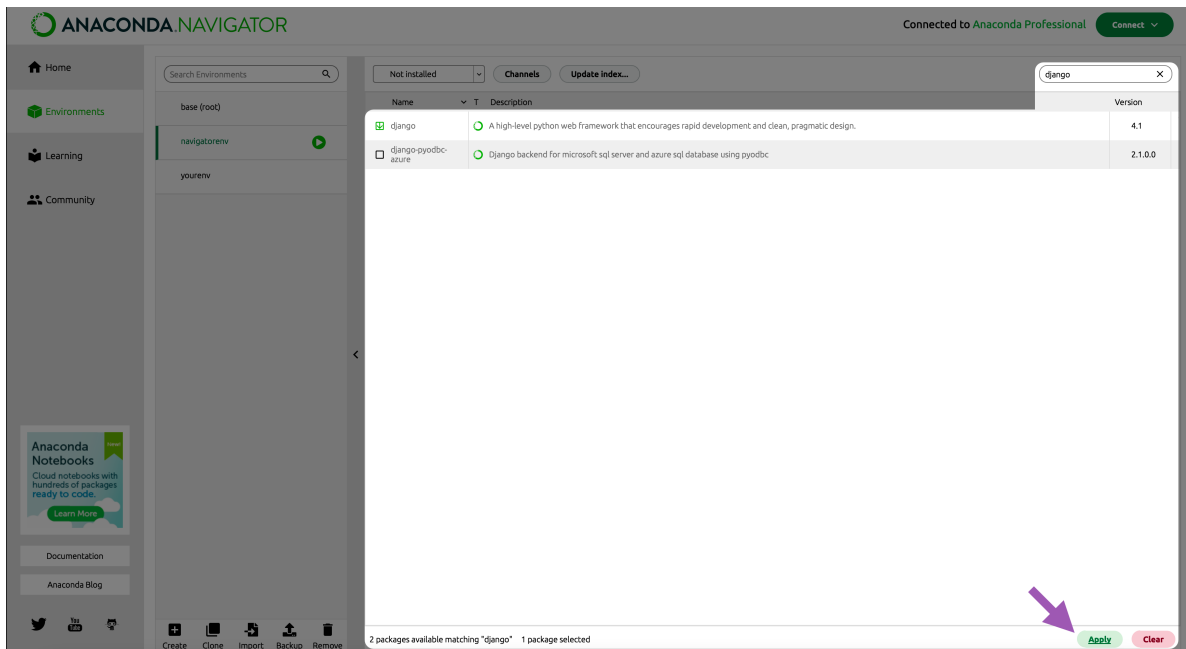 ANACONDA.NAVIGATOR
Connected to Anaconda Professional
Connect
Home
Environments
Learning
Community
Search Environments
base (root)
navigatorenv
yourenv
Not installed
Channels
Update index...
django
Name
T
Description
Version
django
A high-level python web framework that encourages rapid development and clean, pragmatic design.
4.1
django-pyodbc-
azure
Django backend for microsoft sql server and azure sql database using pyodbc
2.1.0.0
Anaconda
Notebooks
Cloud notebooks with
hundreds of packages
ready to code.
Learn More
Documentation
Anaconda Blog
You
Tube
Create
Clone
Import
Backup
Remove
2 packages available matching "django"
1 package selected
Apply
Clear